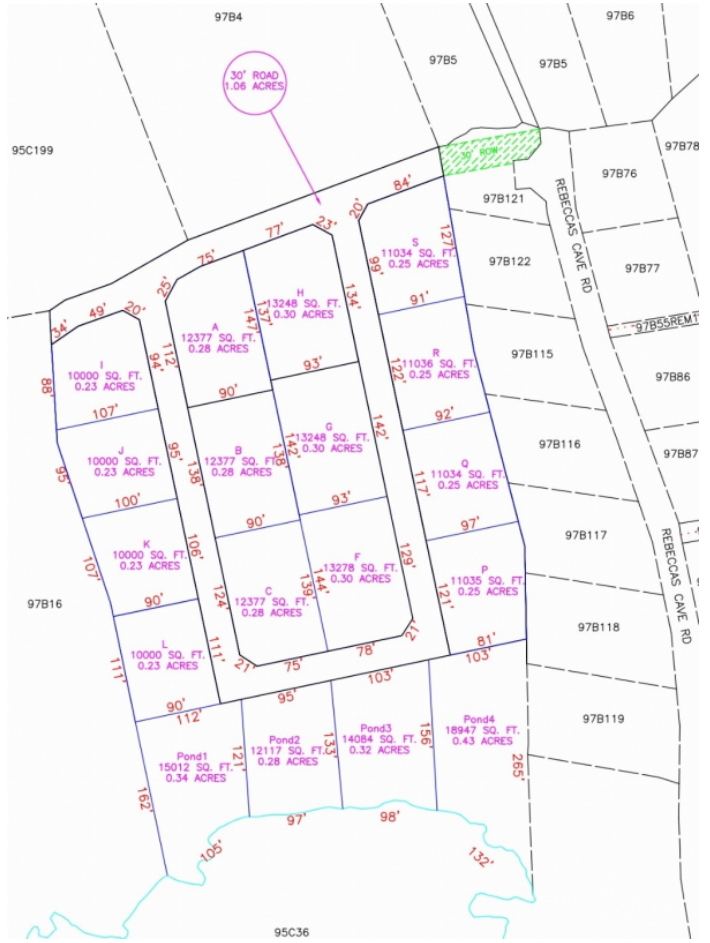 97B4
97B6
97B5
97B5
30' ROAD
1.06 ACRES
95C199
30' ROW
97B78
97B76
97B121
REBECCAS CAVE RD
84'
20'
23'
77'
75'
S
11034 SQ. FT.
0.25 ACRES
127'
99'
97B122
97B77
25'
H
13248 SQ. FT.
0.30 ACRES
134'
147'
137'
A
12377 SQ. FT.
0.28 ACRES
112'
91'
97B55REM1
34'
49'
20'
94'
88'
I
10000 SQ. FT.
0.23 ACRES
R
11036 SQ. FT.
0.25 ACRES
122'
97B115
97B86
93'
90'
107'
92'
G
13248 SQ. FT.
0.30 ACRES
142'
142'
138'
B
12377 SQ. FT.
0.28 ACRES
138'
J
10000 SQ. FT.
0.23 ACRES
95'
95'
97B116
97B87
Q
11034 SQ. FT.
0.25 ACRES
117'
100'
93'
90'
97'
97B117
K
10000 SQ. FT.
0.23 ACRES
106'
107'
F
13278 SQ. FT.
0.30 ACRES
129'
144'
139'
C
12377 SQ. FT.
0.28 ACRES
124'
P
11035 SQ. FT.
0.25 ACRES
121'
REBECCAS CAVE RD
97B16
90'
97B118
L
10000 SQ. FT.
0.23 ACRES
111'
111'
21'
75'
78'
21'
81'
103'
103'
95'
90'
112'
97B119
Pond1
15012 SQ. FT.
0.34 ACRES
121'
Pond2
12117 SQ. FT.
0.28 ACRES
133'
Pond3
14084 SQ. FT.
0.32 ACRES
156'
Pond4
18947 SQ. FT.
0.43 ACRES
265'
162'
97'
98'
105'
132'
95C36